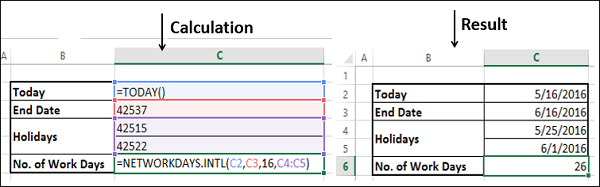 Calculation
Result
A B C
A B C
1
Today =TODAY()
2 Today 5/16/2016
End Date 42537
3 End Date 6/16/2016
Holidays 42515
42522
4 Holidays 5/25/2016
5 6/1/2016
No. of Work Days =NETWORKDAYS.INTL(C2,C3,16,C4:C5)
6 No. of Work Days 26